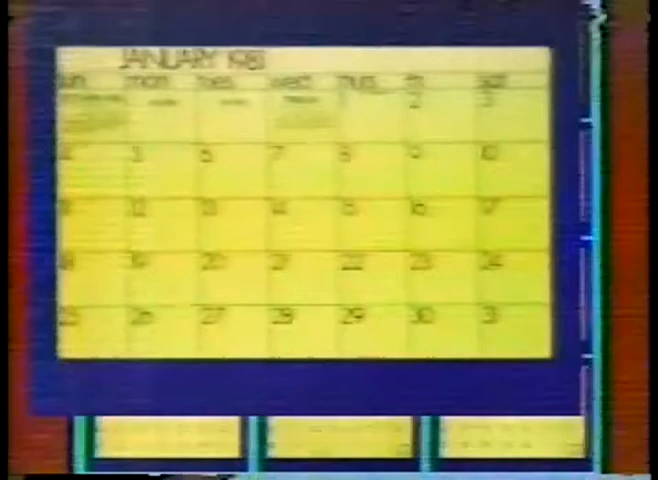 JANUARY 1981
sun. mon. tues. wed. thurs. fri. sat.
1 2 3
4 5 6 7 8 9 10
11 12 13 14 15 16 17
18 19 20 21 22 23 24
25 26 27 28 29 30 31